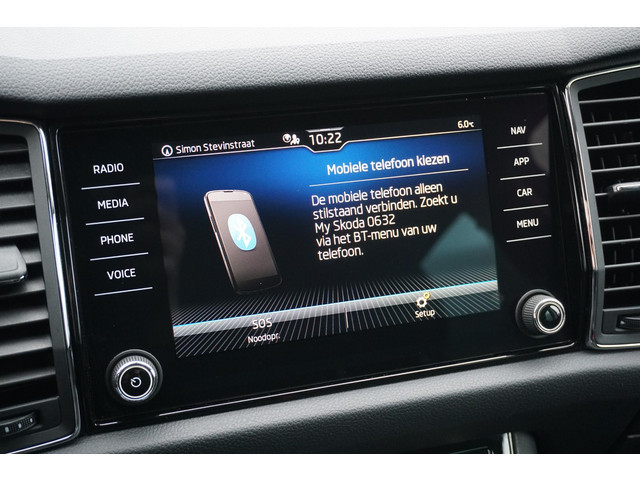 Simon Stevinstraat 10:22 6.0°C
RADIO
MEDIA
PHONE
VOICE
Mobiele telefoon kiezen
De mobiele telefoon alleen
stilstaand verbinden. Zoekt u
My Skoda 0632
via het BT-menu van uw
telefoon.
SOS
Noodopr.
Setup
NAV
APP
CAR
MENU